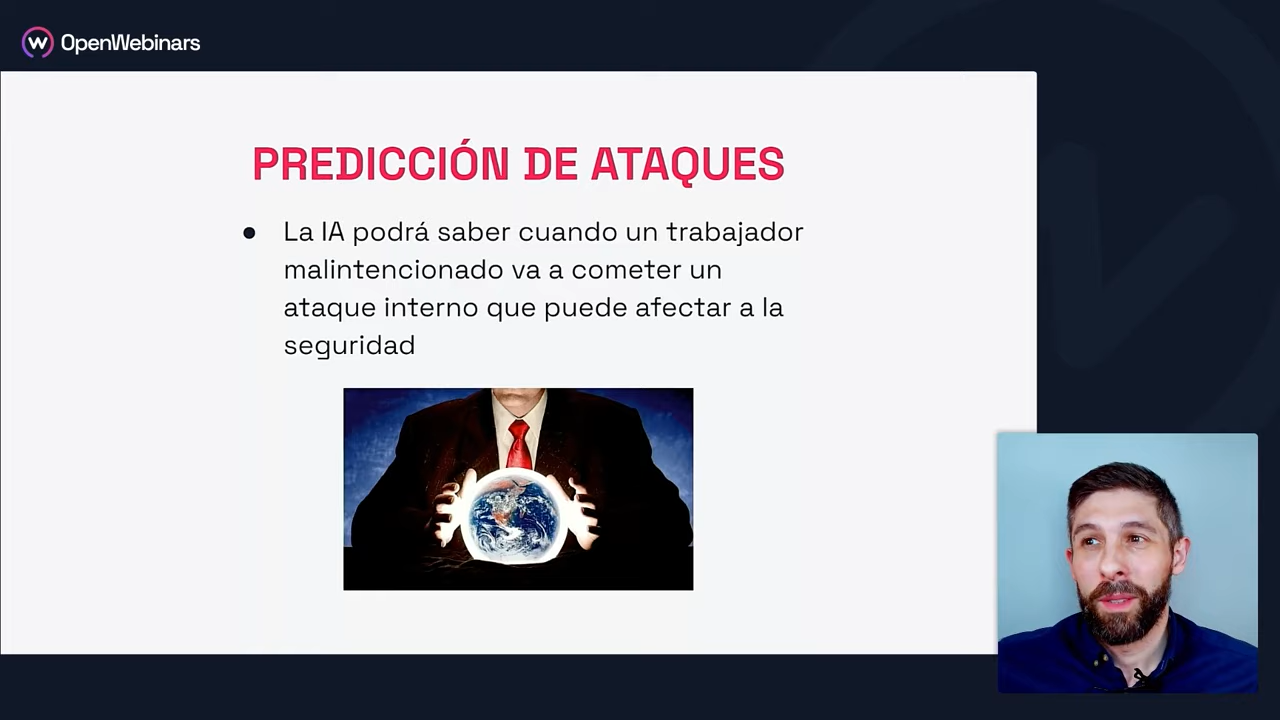 OpenWebinars
PREDICCIÓN DE ATAQUES
● La IA podrá saber cuando un trabajador
malintencionado va a cometer un
ataque interno que puede afectar a la
seguridad